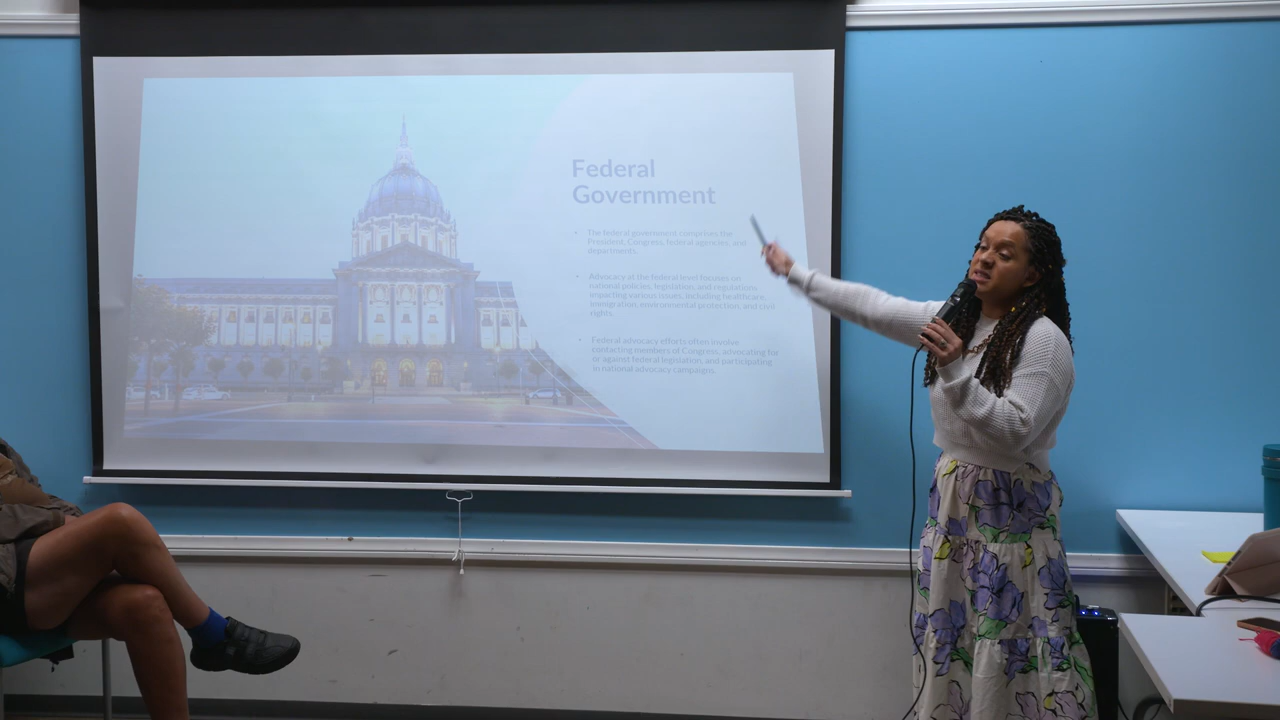 Federal
Government
• The federal government comprises the
President, Congress, federal agencies, and
departments.
• Advocacy at the federal level focuses on
national policies, legislation, and regulations
impacting various issues, including healthcare,
immigration, environmental protection, and civil
rights.
• Federal advocacy efforts often involve
contacting members of Congress, advocating for
or against federal legislation, and participating
in national advocacy campaigns.